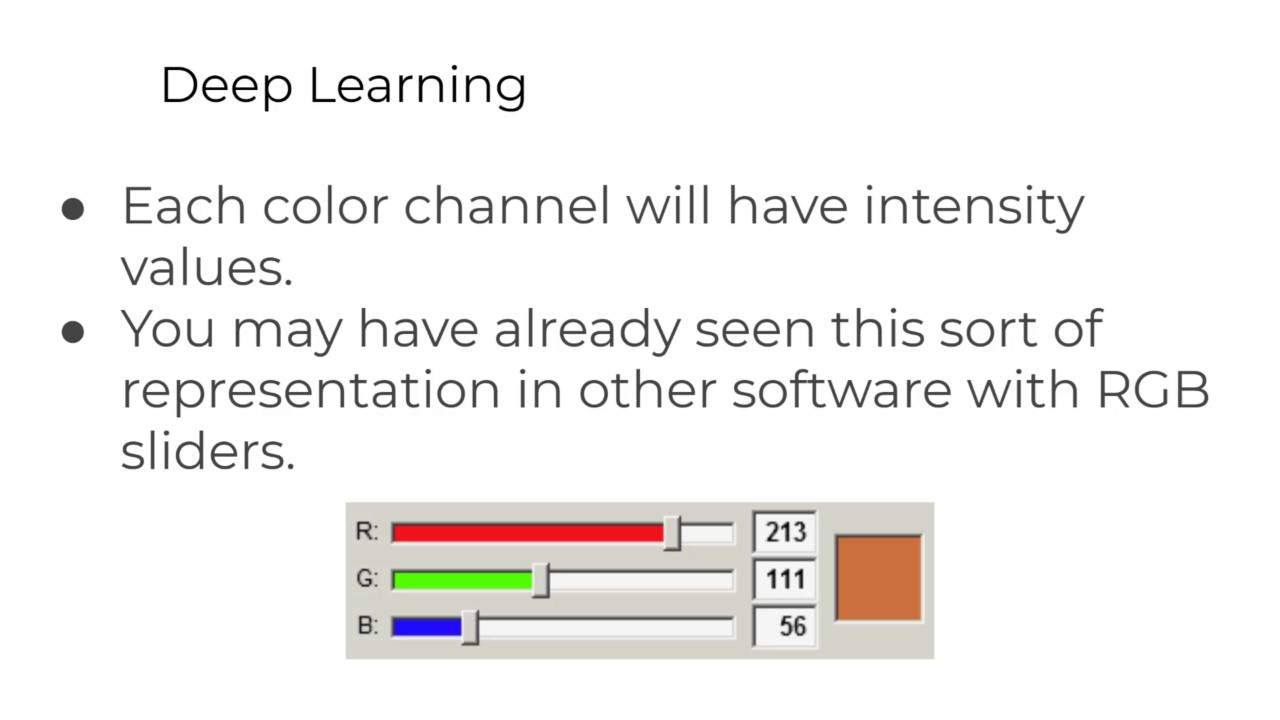 Deep Learning
● Each color channel will have intensity
values.
● You may have already seen this sort of
representation in other software with RGB
sliders.
R: 213
G: 111
B: 56